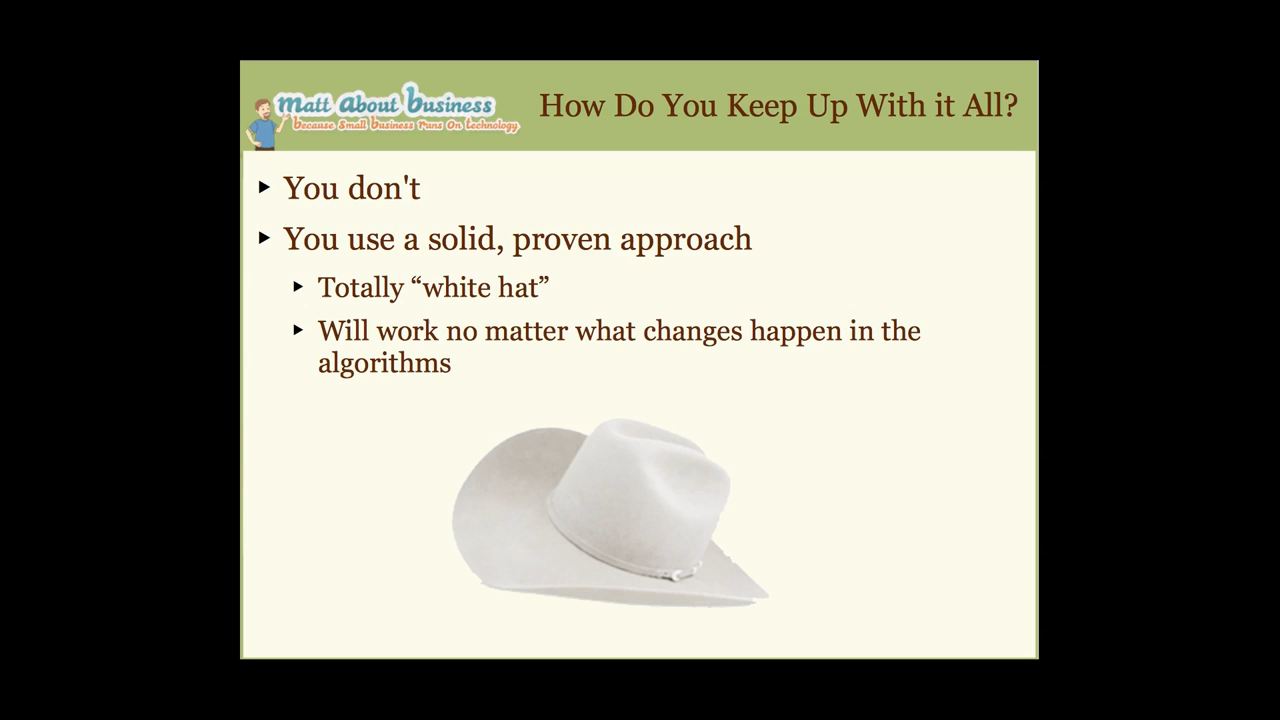 Matt About Business
Because Small Business Runs On Technology
How Do You Keep Up With it All?
You don't
You use a solid, proven approach
Totally “white hat”
Will work no matter what changes happen in the
algorithms